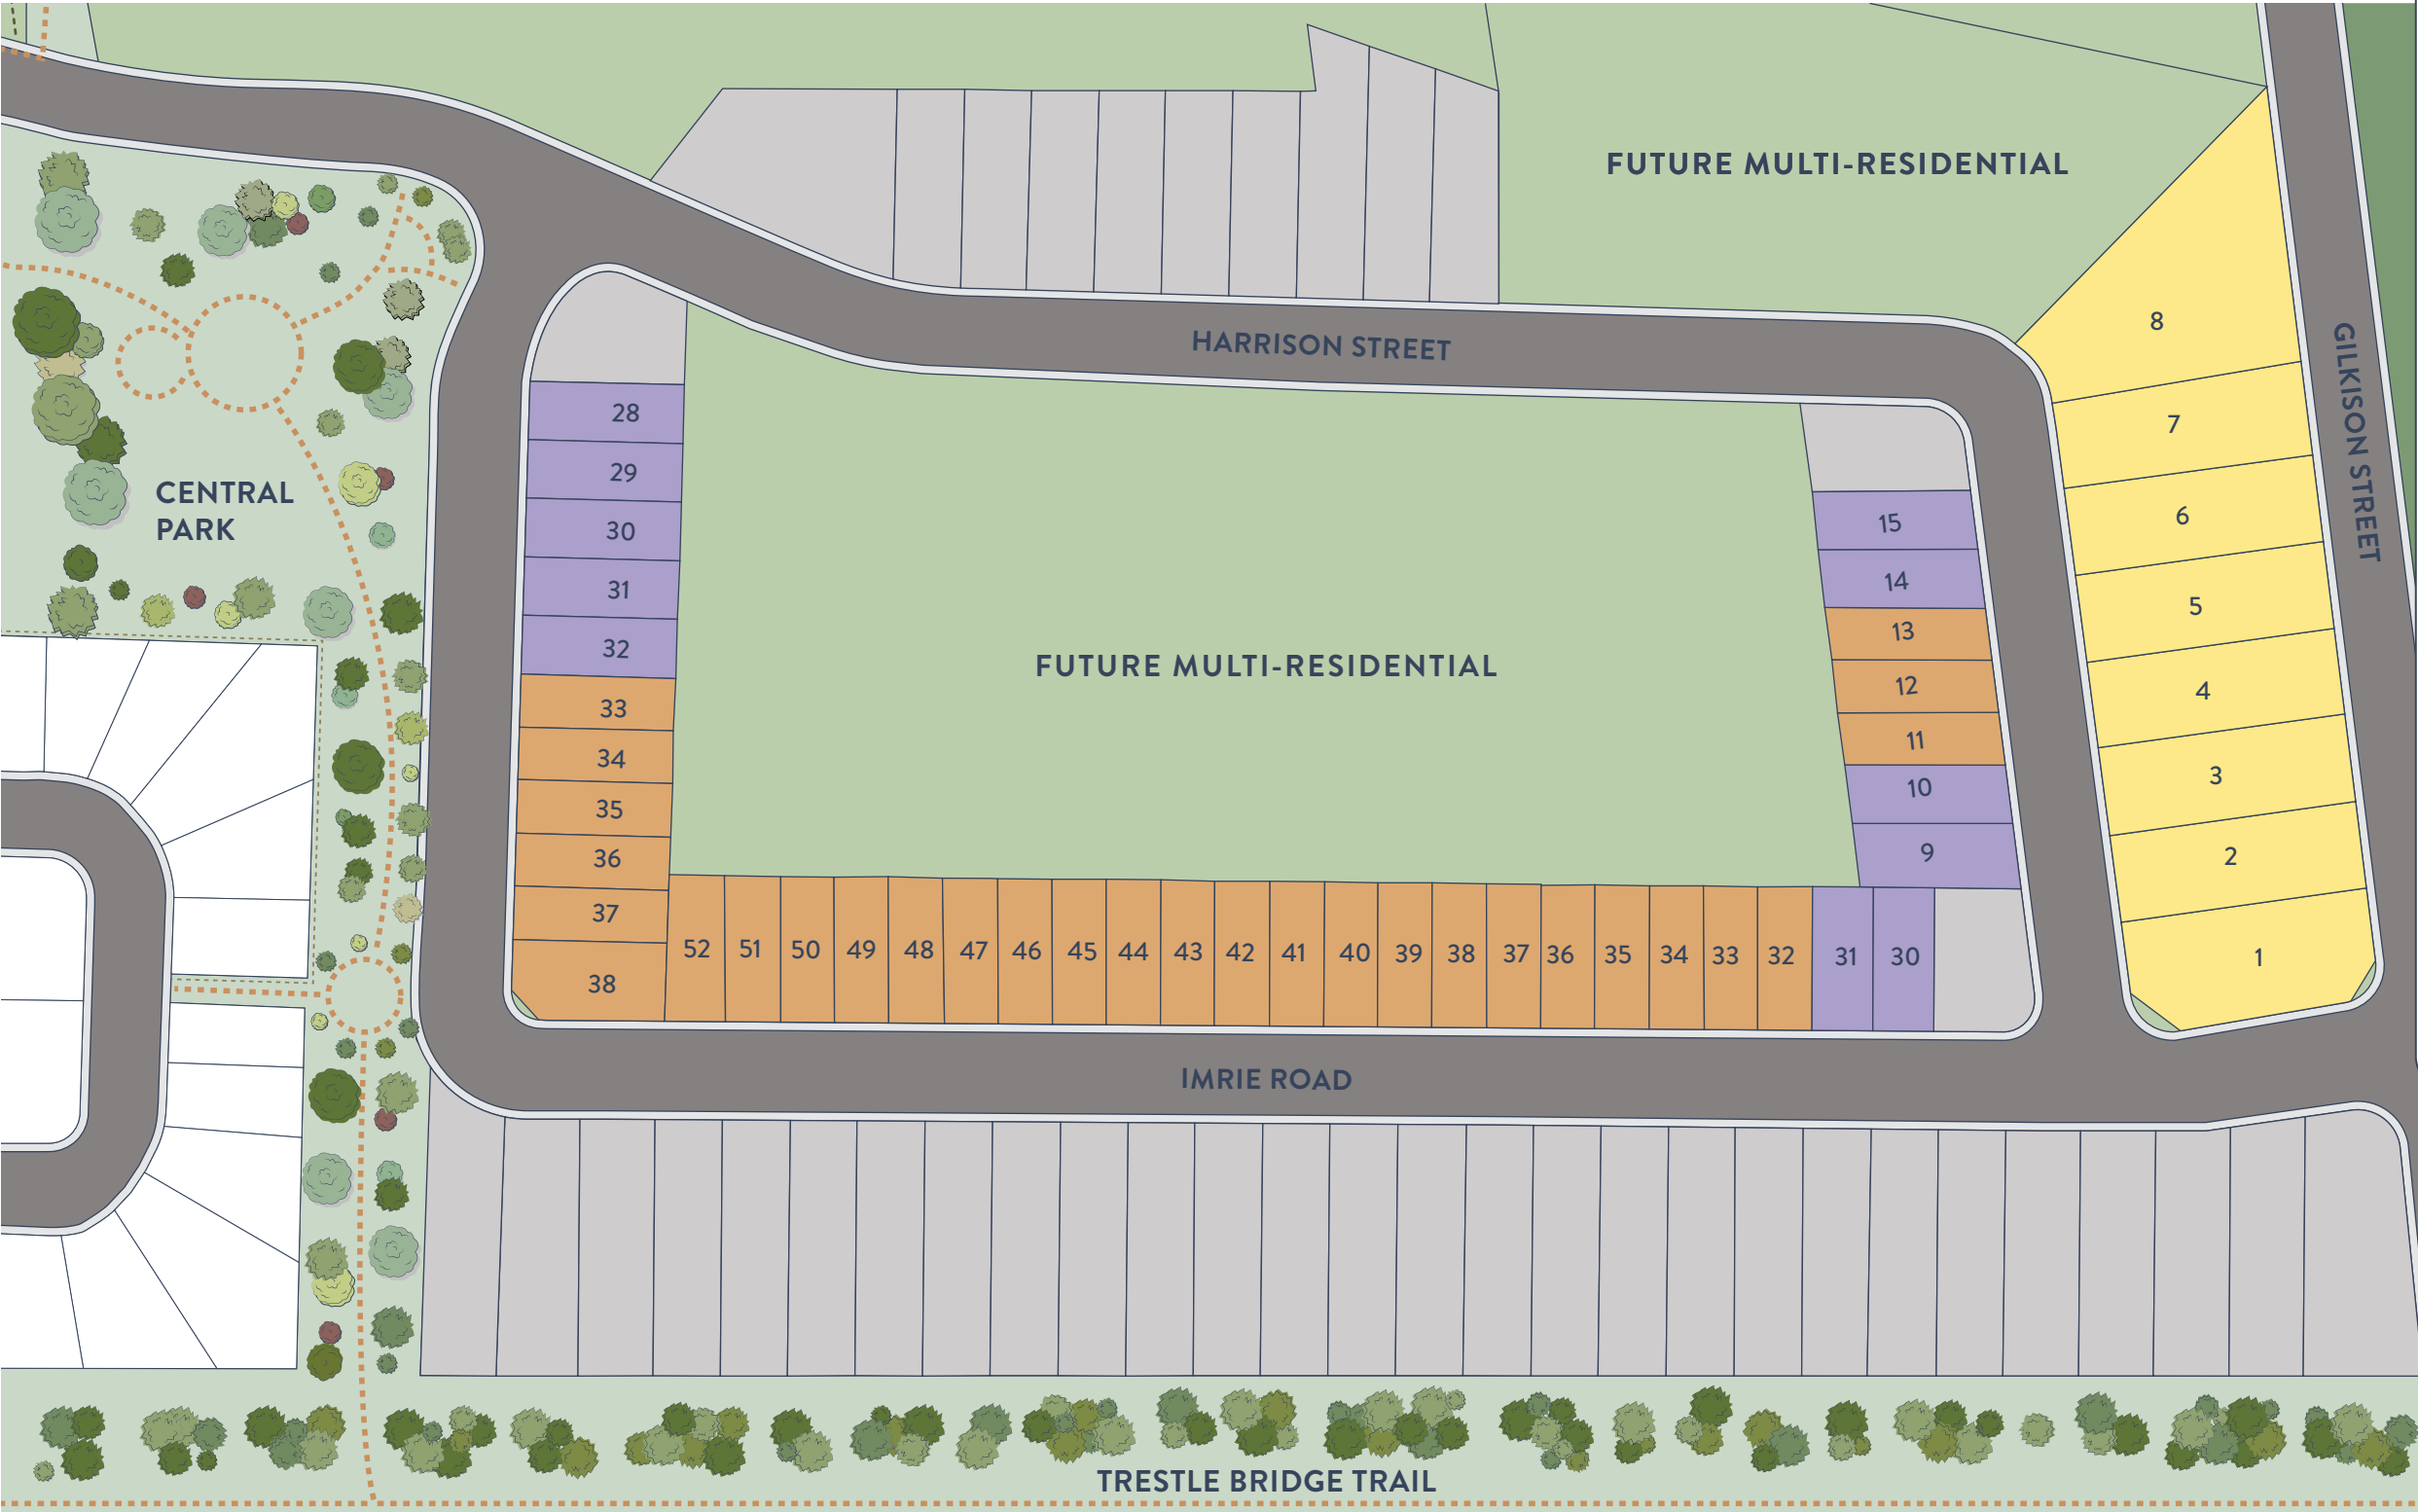 FUTURE MULTI-RESIDENTIAL
8
HARRISON STREET
GILKISON STREET
7
6
5
4
3
2
1
CENTRAL
PARK
28
29
30
31
32
33
34
35
36
37
38
FUTURE MULTI-RESIDENTIAL
15
14
13
12
11
10
9
52 51 50 49 48 47 46 45 44 43 42 41 40 39 38 37 36 35 34 33 32 31 30
IMRIE ROAD
TRESTLE BRIDGE TRAIL